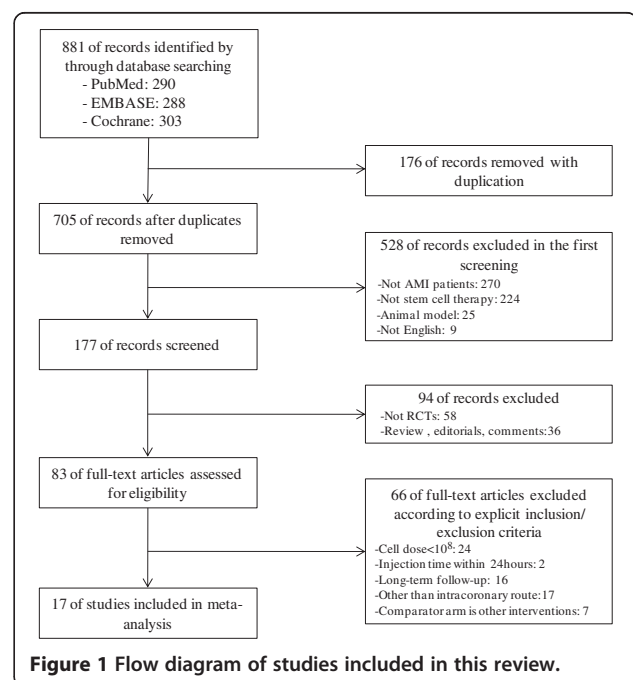 881 of records identified by
through database searching
- PubMed: 290
- EMBASE: 288
- Cochrane: 303
176 of records removed with
duplication
705 of records after duplicates
removed
528 of records excluded in the first
screening
-Not AMI patients: 270
-Not stem cell therapy: 224
-Animal model: 25
-Not English: 9
177 of records screened
94 of records excluded
-Not RCTs: 58
-Review , editorials, comments:36
83 of full-text articles assessed
for eligibility
66 of full-text articles excluded
according to explicit inclusion/
exclusion criteria
-Cell dose<10⁸: 24
-Injection time within 24hours: 2
-Long-term follow-up: 16
-Other than intracoronary route:17
-Comparator arm is other interventions: 7
17 of studies included in meta-
analysis
Figure 1 Flow diagram of studies included in this review.